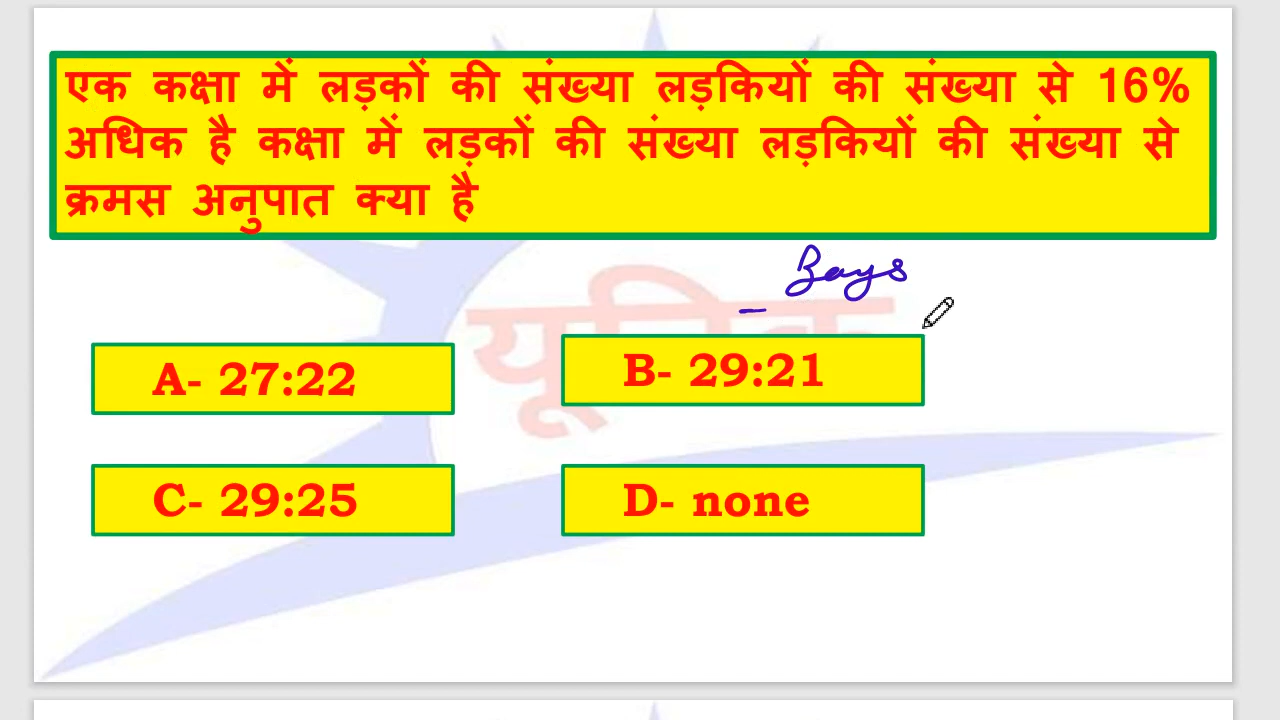 एक कक्षा में लड़कों की संख्या लड़कियों की संख्या से 16%
अधिक है कक्षा में लड़कों की संख्या लड़कियों की संख्या से
क्रमस अनुपात क्या है
Boys
यूनिक
A- 27:22
B- 29:21
C- 29:25
D- none